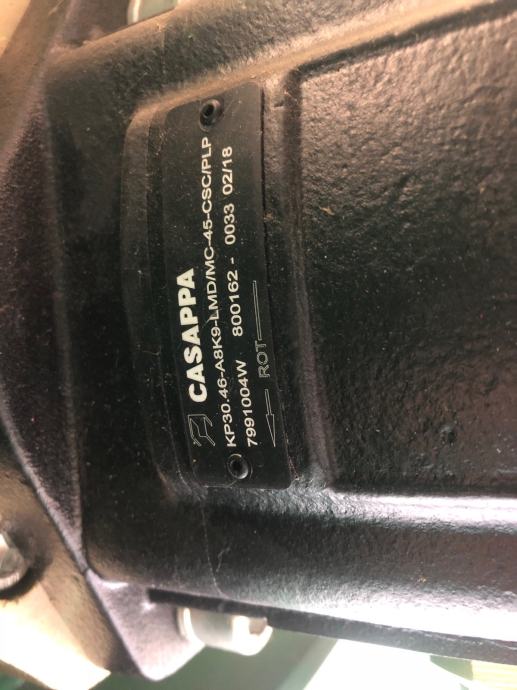 CASAPPA
KP30.46-A8K9-LMD/MC-45-CSC/PLP
7991004W 800162 - 0033 02/18
ROT